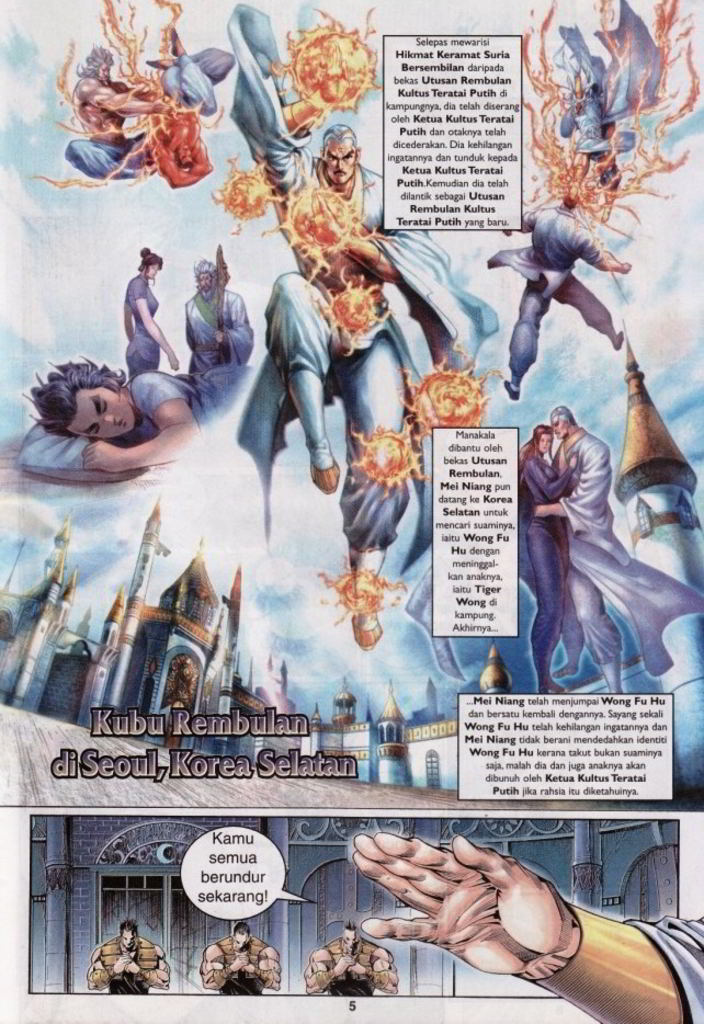 Selepas mewarisi
Hikmat Keramat Suria
Bersembilan daripada
bekas Utusan Rembulan
Kultus Teratai Putih di
kampungnya, dia telah diserang
oleh Ketua Kultus Teratai
Putih dan otaknya telah
dicederakan. Dia kehilangan
ingatannya dan tunduk kepada
Ketua Kultus Teratai
Putih.Kemudian dia telah
dilantik sebagai Utusan
Rembulan Kultus
Teratai Putih yang baru.
Manakala
dibantu oleh
bekas Utusan
Rembulan,
Mei Niang pun
datang ke Korea
Selatan untuk
mencari suaminya,
iaitu Wong Fu
Hu dengan
meninggal-
kan anaknya,
iaitu Tiger
Wong di
kampung.
Akhirnya...
...Mei Niang telah menjumpai Wong Fu Hu
dan bersatu kembali dengannya. Sayang sekali
Wong Fu Hu telah kehilangan ingatannya dan
Mei Niang tidak berani mendedahkan identiti
Wong Fu Hu kerana takut bukan suaminya
saja, malah dia dan juga anaknya akan
dibunuh oleh Ketua Kultus Teratai
Putih jika rahsia itu diketahuinya.
Kubu Rembulan
di Seoul, Korea Selatan
Kamu
semua
berundur
sekarang!
5